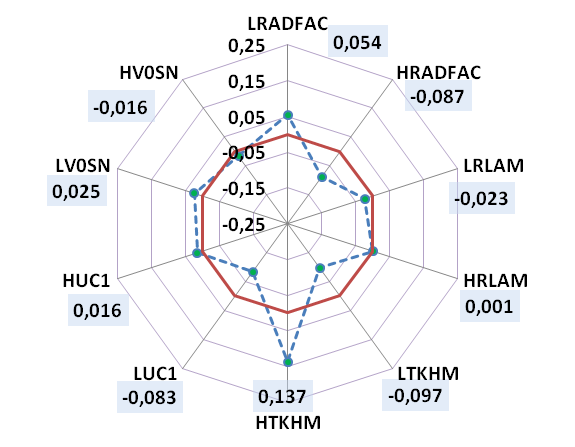 LRADFAC
0,25
0,054
HV0SN
HRADFAC
0,15
-0,016
-0,087
0,05
-0,05
LV0SN
LRLAM
0,025
-0,15
-0,023
-0,25
HUC1
HRLAM
0,016
0,001
LUC1
LTKHM
-0,083
0,137
-0,097
HTKHM